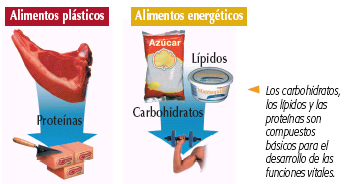 Alimentos plásticos
Proteínas
Alimentos energéticos
Azúcar
Lípidos
Mantequilla
Carbohidratos
Los carbohidratos,
los lípidos y las
proteínas son
compuestos
básicos para el
desarrollo de las
funciones vitales.